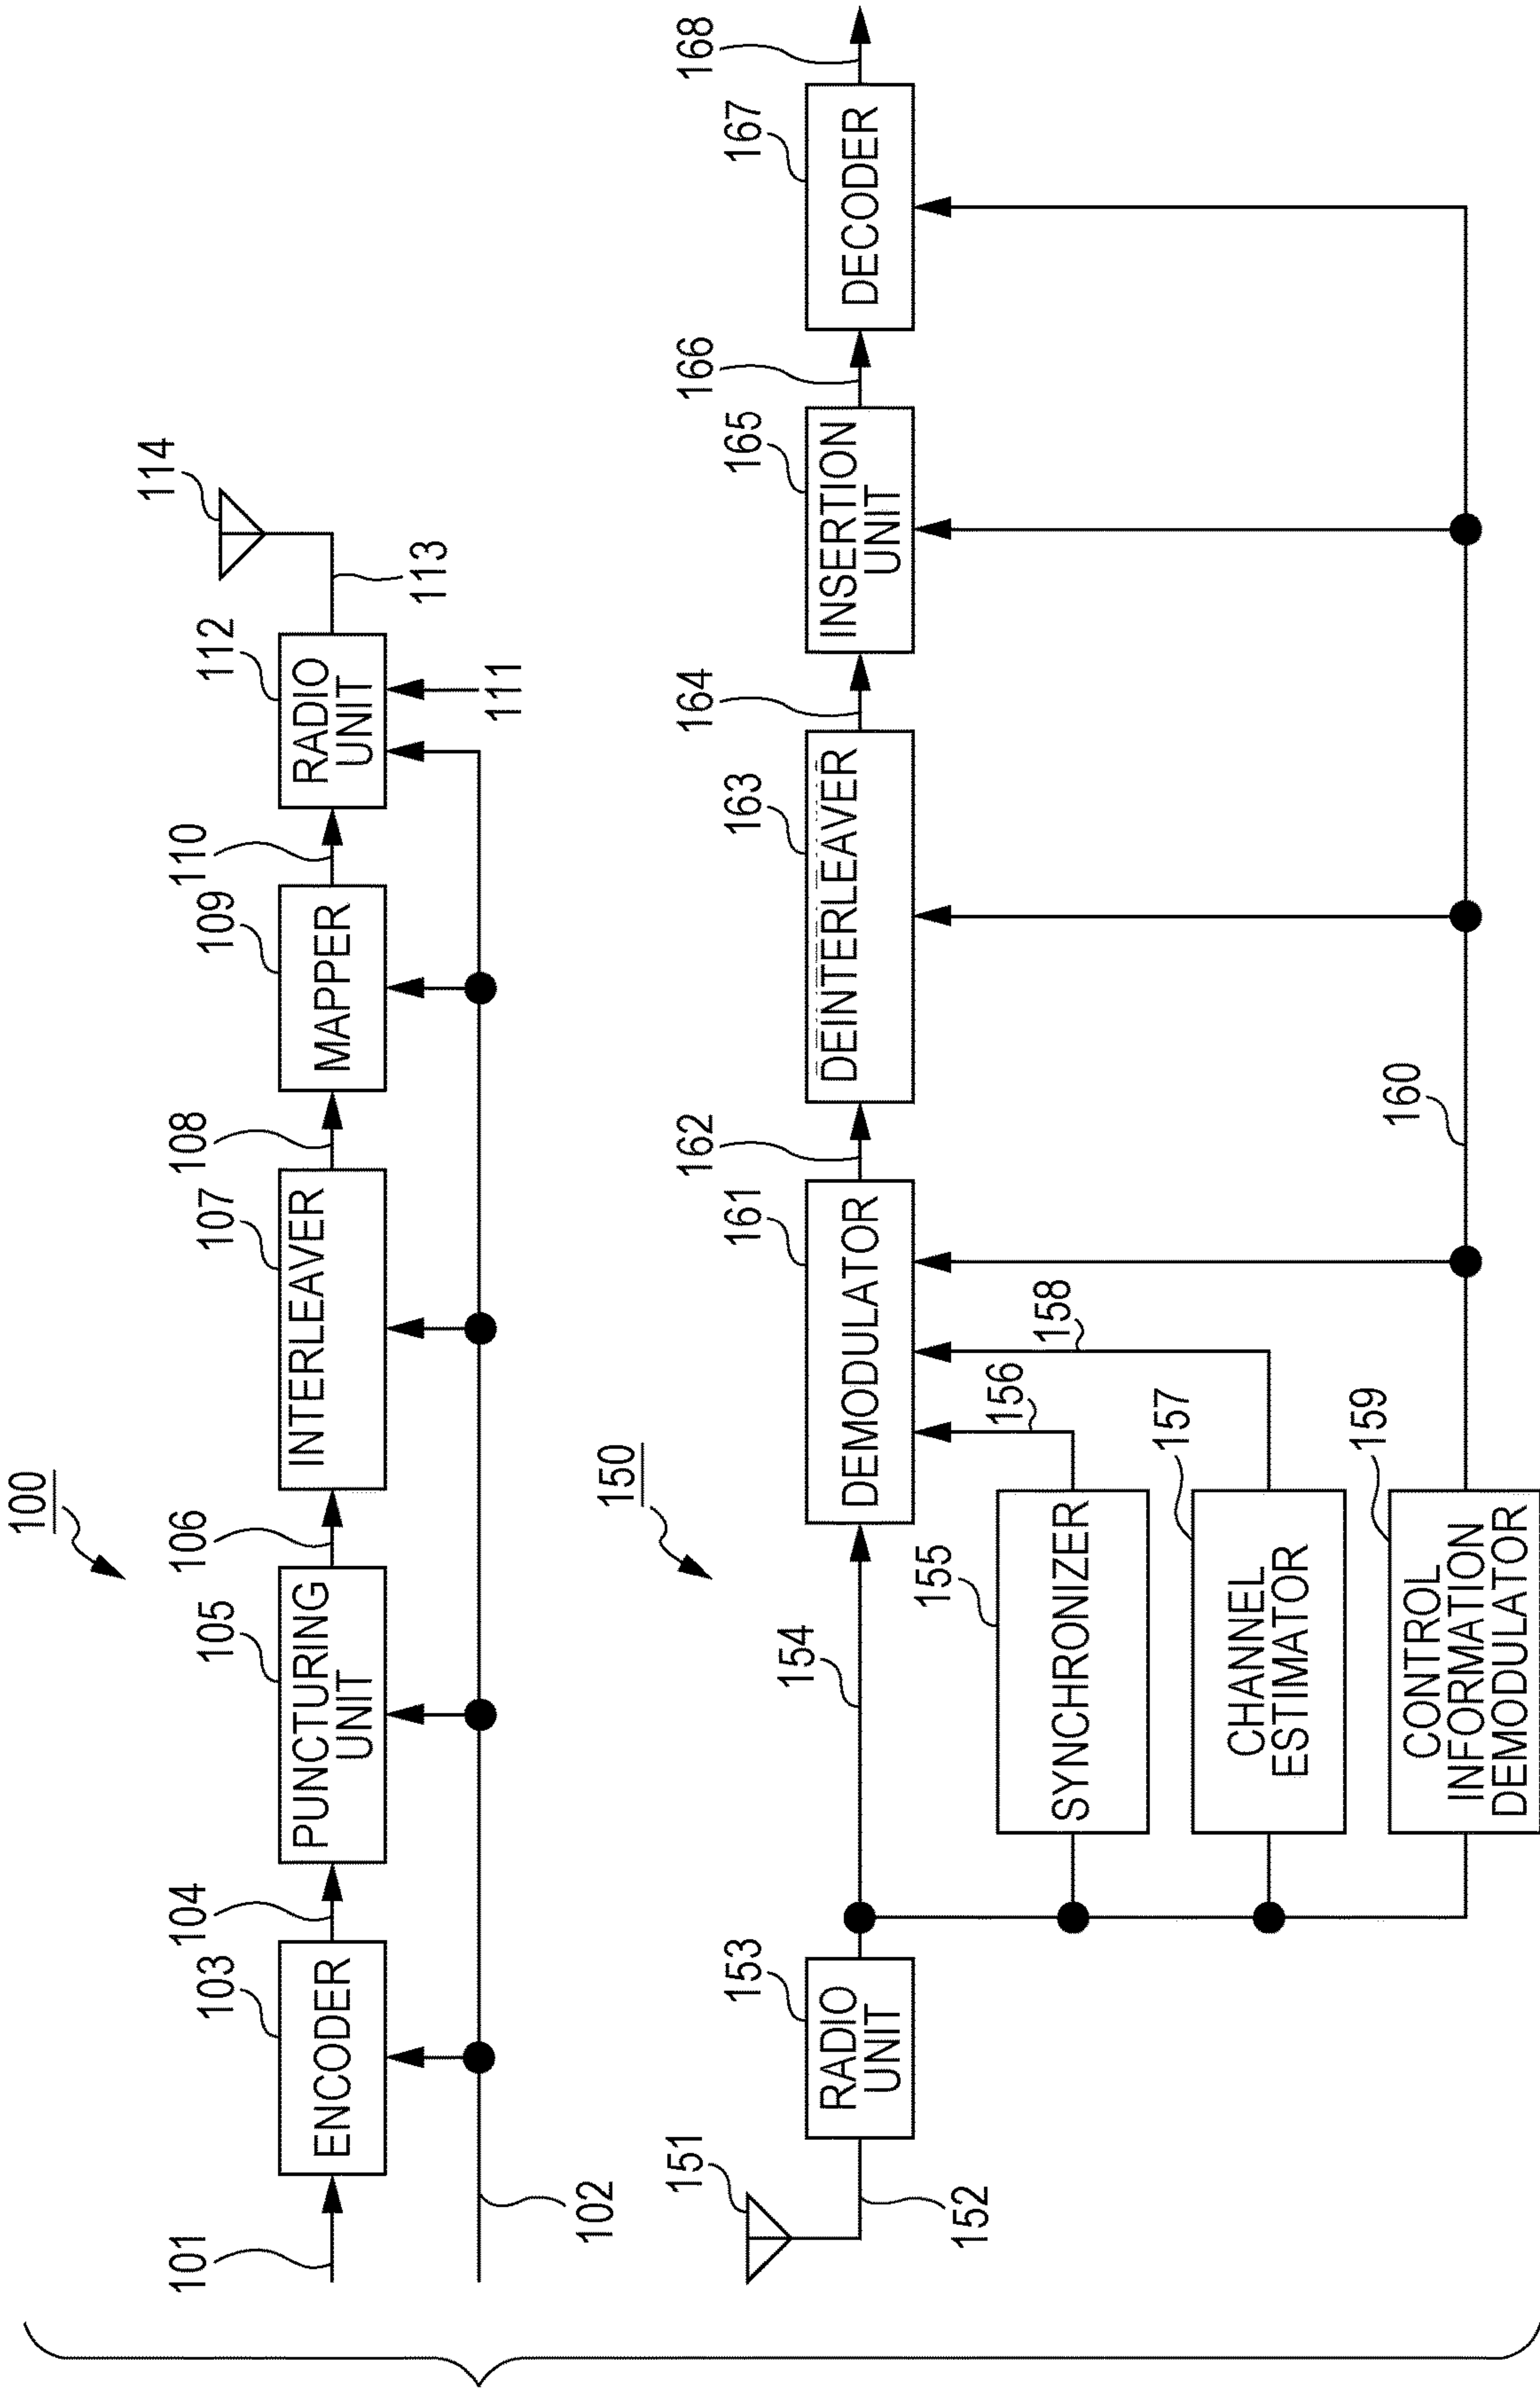 100
101
102
103
ENCODER
104
105
PUNCTURING
UNIT
106
107
INTERLEAVER
108
109
MAPPER
110
111
112
RADIO
UNIT
113
114
150
151
152
153
RADIO
UNIT
154
155
SYNCHRONIZER
156
157
CHANNEL
ESTIMATOR
158
159
CONTROL
INFORMATION
DEMODULATOR
160
161
DEMODULATOR
162
163
DEINTERLEAVER
164
165
INSERTION
UNIT
166
167
DECODER
168